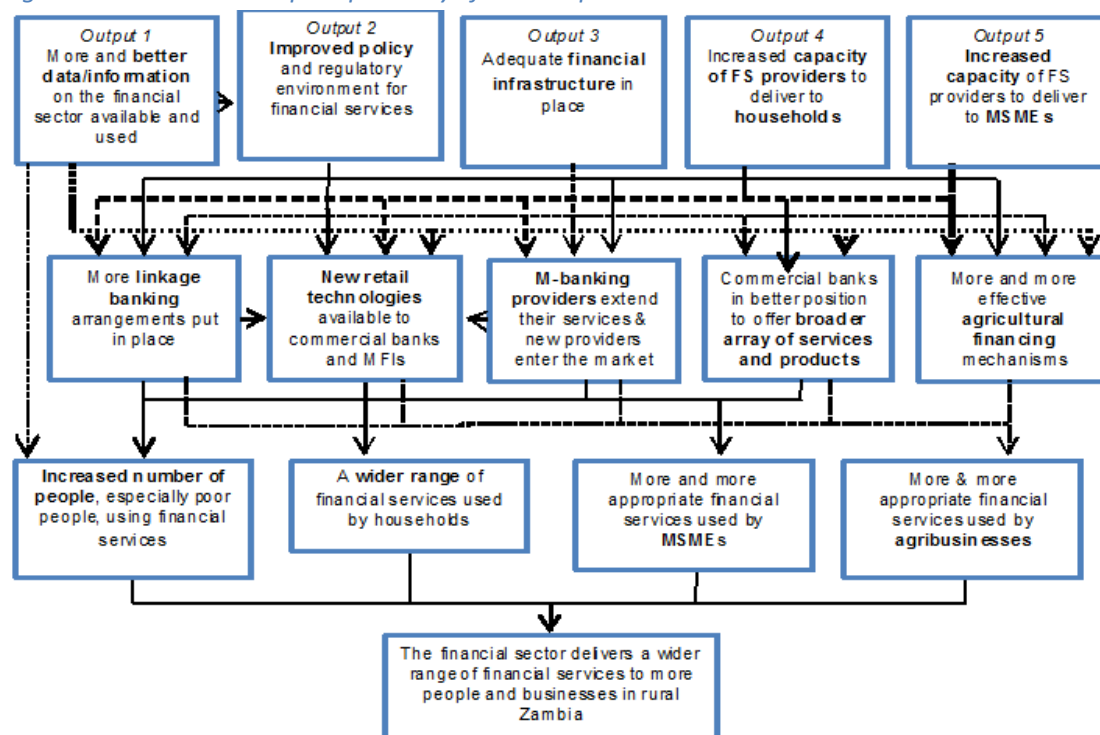 Output 1
More and better
data/information
on the financial
sector available and
used
Output 2
Improved policy
and regulatory
environment for
financial services
Output 3
Adequate financial
infrastructure in
place
Output 4
Increased capacity
of FS providers to
deliver to
households
Output 5
Increased
capacity of FS
providers to deliver
to MSMEs
More linkage
banking
arrangements put
in place
New retail
technologies
available to
commercial banks
and MFIs
M-banking
providers extend
their services &
new providers
enter the market
Commercial banks
in better position
to offer broader
array of services
and products
More and more
effective
agricultural
financing
mechanisms
Increased number of
people, especially poor
people, using financial
services
A wider range of
financial services used
by households
More and more
appropriate financial
services used by
MSMEs
More & more
appropriate financial
services used by
agribusinesses
The financial sector delivers a wider
range of financial services to more
people and businesses in rural
Zambia